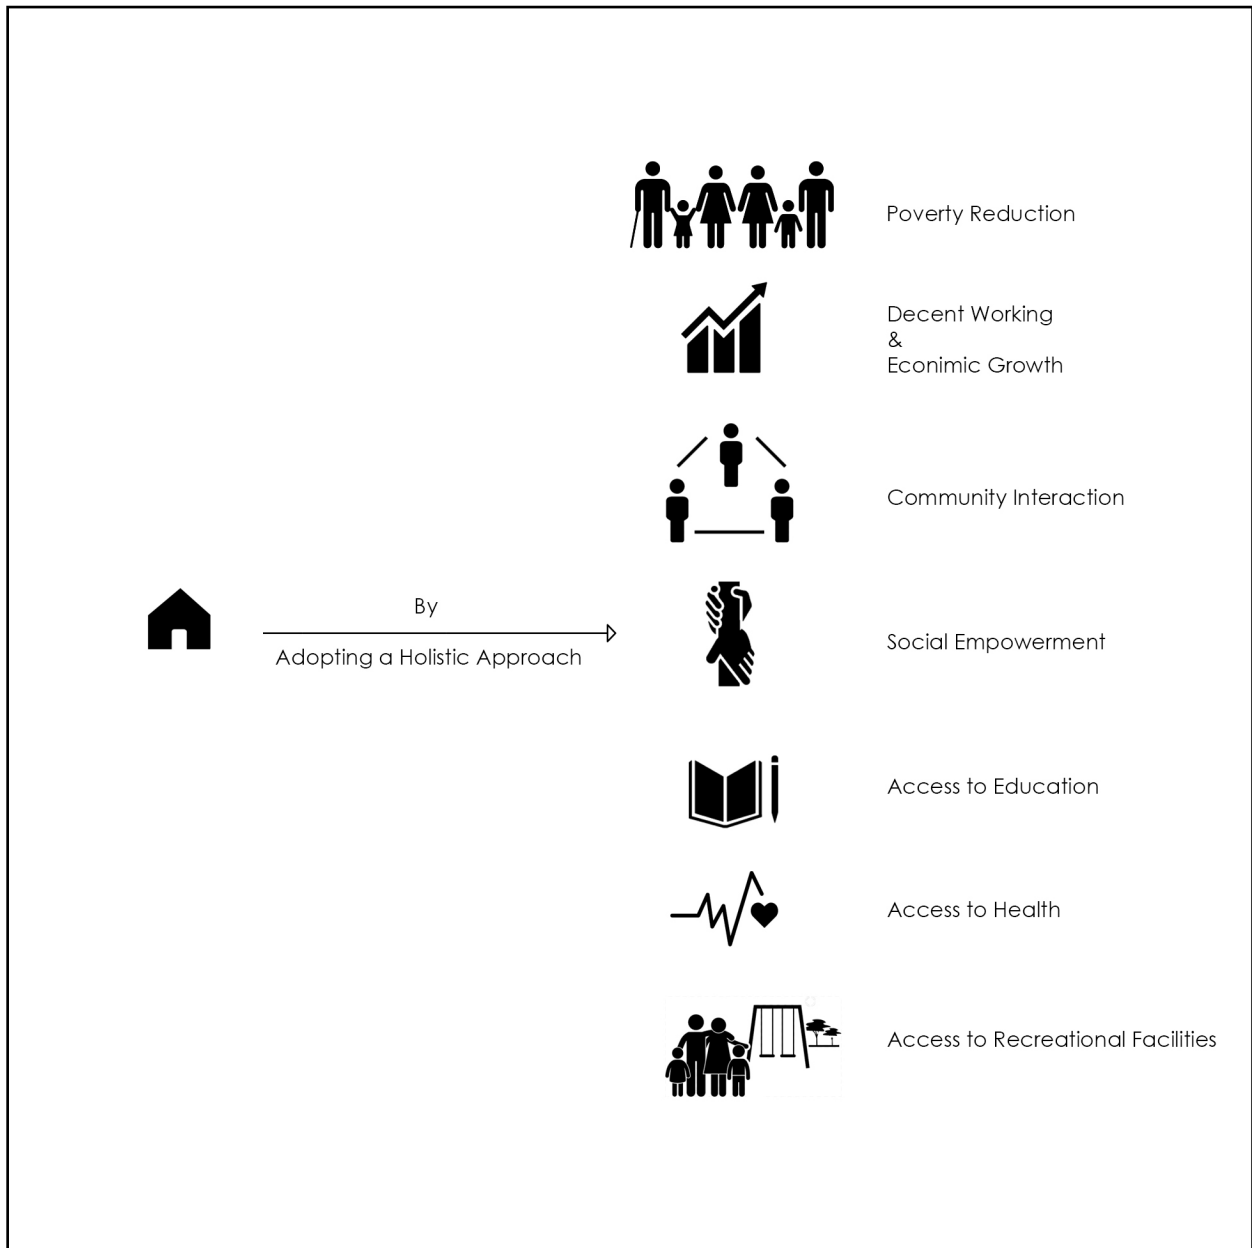 Poverty Reduction
Decent Working
&
Econimic Growth
Community Interaction
By
Adopting a Holistic Approach
Social Empowerment
Access to Education
Access to Health
Access to Recreational Facilities